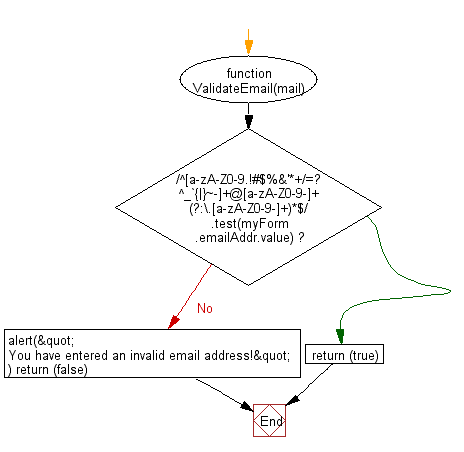 function
ValidateEmail(mail)
/^[a-zA-Z0-9.!#$%&'*+/=?
^_`{|}~-]+@[a-zA-Z0-9-]+
(?:\.[a-zA-Z0-9-]+)*$/
.test(myForm
.emailAddr.value) ?
No
alert(&quot;
You have entered an invalid email address!&quot;
) return (false)
return (true)
End